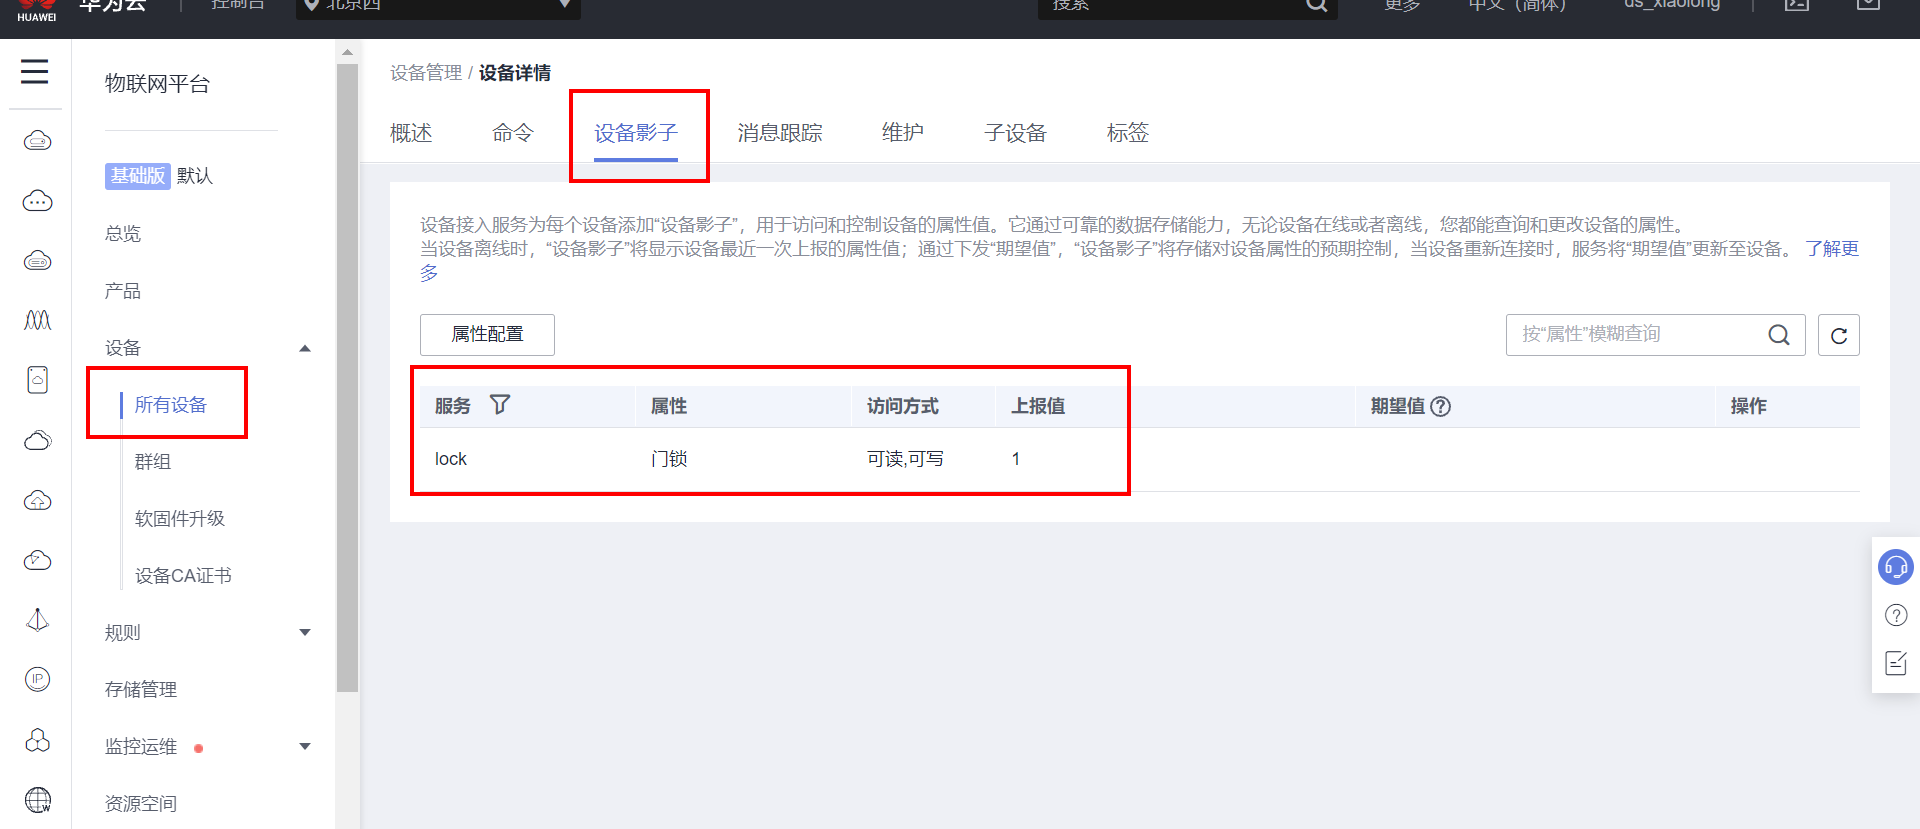 HUAWEI 华为云 控制台 北京四 搜索 更多 中文（简体） ds_xiaolong
物联网平台
基础版 默认
总览
产品
设备
所有设备
群组
软固件升级
设备CA证书
规则
存储管理
监控运维
资源空间
IP
W
设备管理 / 设备详情
概述 命令 设备影子 消息跟踪 维护 子设备 标签
设备接入服务为每个设备添加“设备影子”，用于访问和控制设备的属性值。它通过可靠的数据存储能力，无论设备在线或者离线，您都能查询和更改设备的属性。
当设备离线时，“设备影子”将显示设备最近一次上报的属性值；通过下发“期望值”，“设备影子”将存储对设备属性的预期控制，当设备重新连接时，服务将“期望值”更新至设备。 了解更
多
属性配置 按“属性”模糊查询
服务 属性 访问方式 上报值 期望值 操作
lock 门锁 可读,可写 1